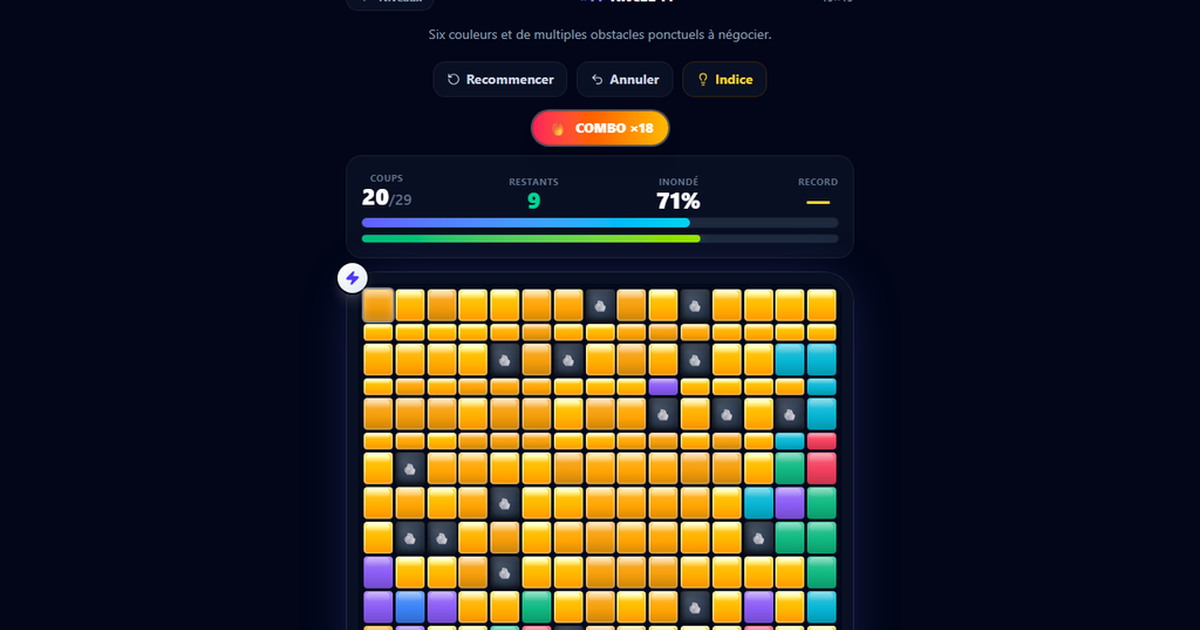 Six couleurs et de multiples obstacles ponctuels à négocier.
Recommencer Annuler Indice
COMBO ×18
COUPS RESTANTS INONDÉ RECORD
20/29 9 71% —